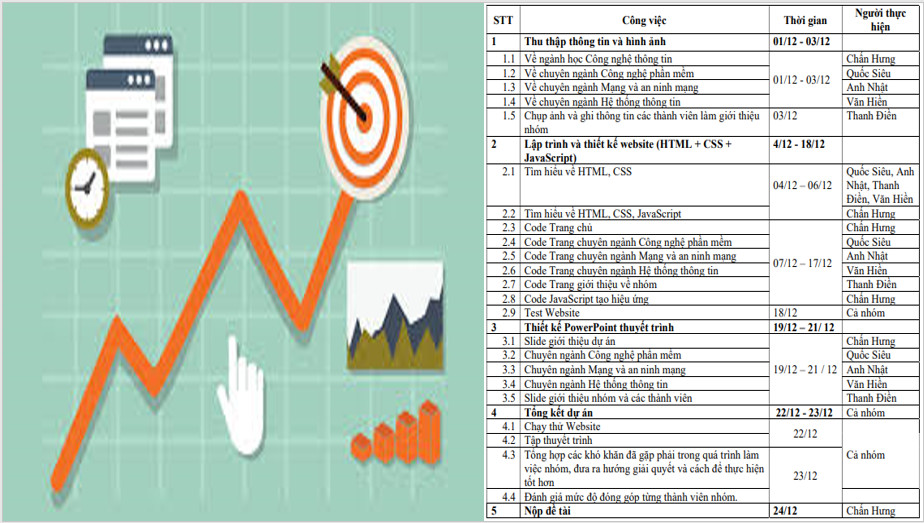 STT Công việc Thời gian Người thực
hiện
1 Thu thập thông tin và hình ảnh 01/12 - 03/12
1.1 Về ngành học Công nghệ thông tin Chấn Hưng
1.2 Về chuyên ngành Công nghệ phần mềm 01/12 - 03/12 Quốc Siêu
1.3 Về chuyên ngành Mạng và an ninh mạng Anh Nhật
1.4 Về chuyên ngành Hệ thống thông tin Văn Hiền
1.5 Chụp ảnh và ghi thông tin các thành viên làm giới thiệu 03/12 Thanh Điền
nhóm
2 Lập trình và thiết kế website (HTML + CSS + 4/12 - 18/12
JavaScript)
2.1 Tìm hiểu về HTML, CSS 04/12 – 06/12 Quốc Siêu, Anh
Nhật, Thanh
Điền, Văn Hiền
2.2 Tìm hiểu về HTML, CSS, JavaScript Chấn Hưng
2.3 Code Trang chủ Chấn Hưng
2.4 Code Trang chuyên ngành Công nghệ phần mềm Quốc Siêu
2.5 Code Trang chuyên ngành Mạng và an ninh mạng 07/12 – 17/12 Anh Nhật
2.6 Code Trang chuyên ngành Hệ thống thông tin Văn Hiền
2.7 Code Trang giới thiệu về nhóm Thanh Điền
2.8 Code JavaScript tạo hiệu ứng Chấn Hưng
2.9 Test Website 18/12 Cả nhóm
3 Thiết kế PowerPoint thuyết trình 19/12 – 21/ 12
3.1 Slide giới thiệu dự án Chấn Hưng
3.2 Chuyên ngành Công nghệ phần mềm Quốc Siêu
3.3 Chuyên ngành Mạng và an ninh mạng 19/12 – 21 / 12 Anh Nhật
3.4 Chuyên ngành Hệ thống thông tin Văn Hiền
3.5 Slide giới thiệu nhóm và các thành viên Thanh Điền
4 Tổng kết dự án 22/12 - 23/12 Cả nhóm
4.1 Chạy thử Website 22/12
4.2 Tập thuyết trình
4.3 Tổng hợp các khó khăn đã gặp phải trong quá trình làm Cả nhóm
việc nhóm, đưa ra hướng giải quyết và cách để thực hiện 23/12
tốt hơn
4.4 Đánh giá mức độ đóng góp từng thành viên nhóm.
5 Nộp đề tài 24/12 Chấn Hưng